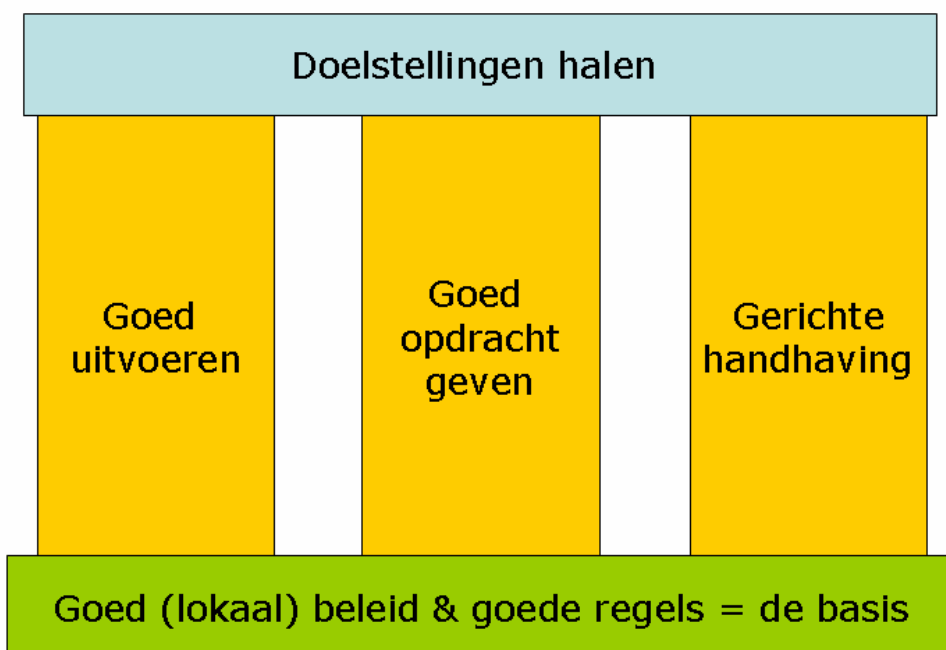 Doelstellingen halen
Goed
uitvoeren
Goed
opdracht
geven
Gerichte
handhaving
Goed (lokaal) beleid & goede regels = de basis